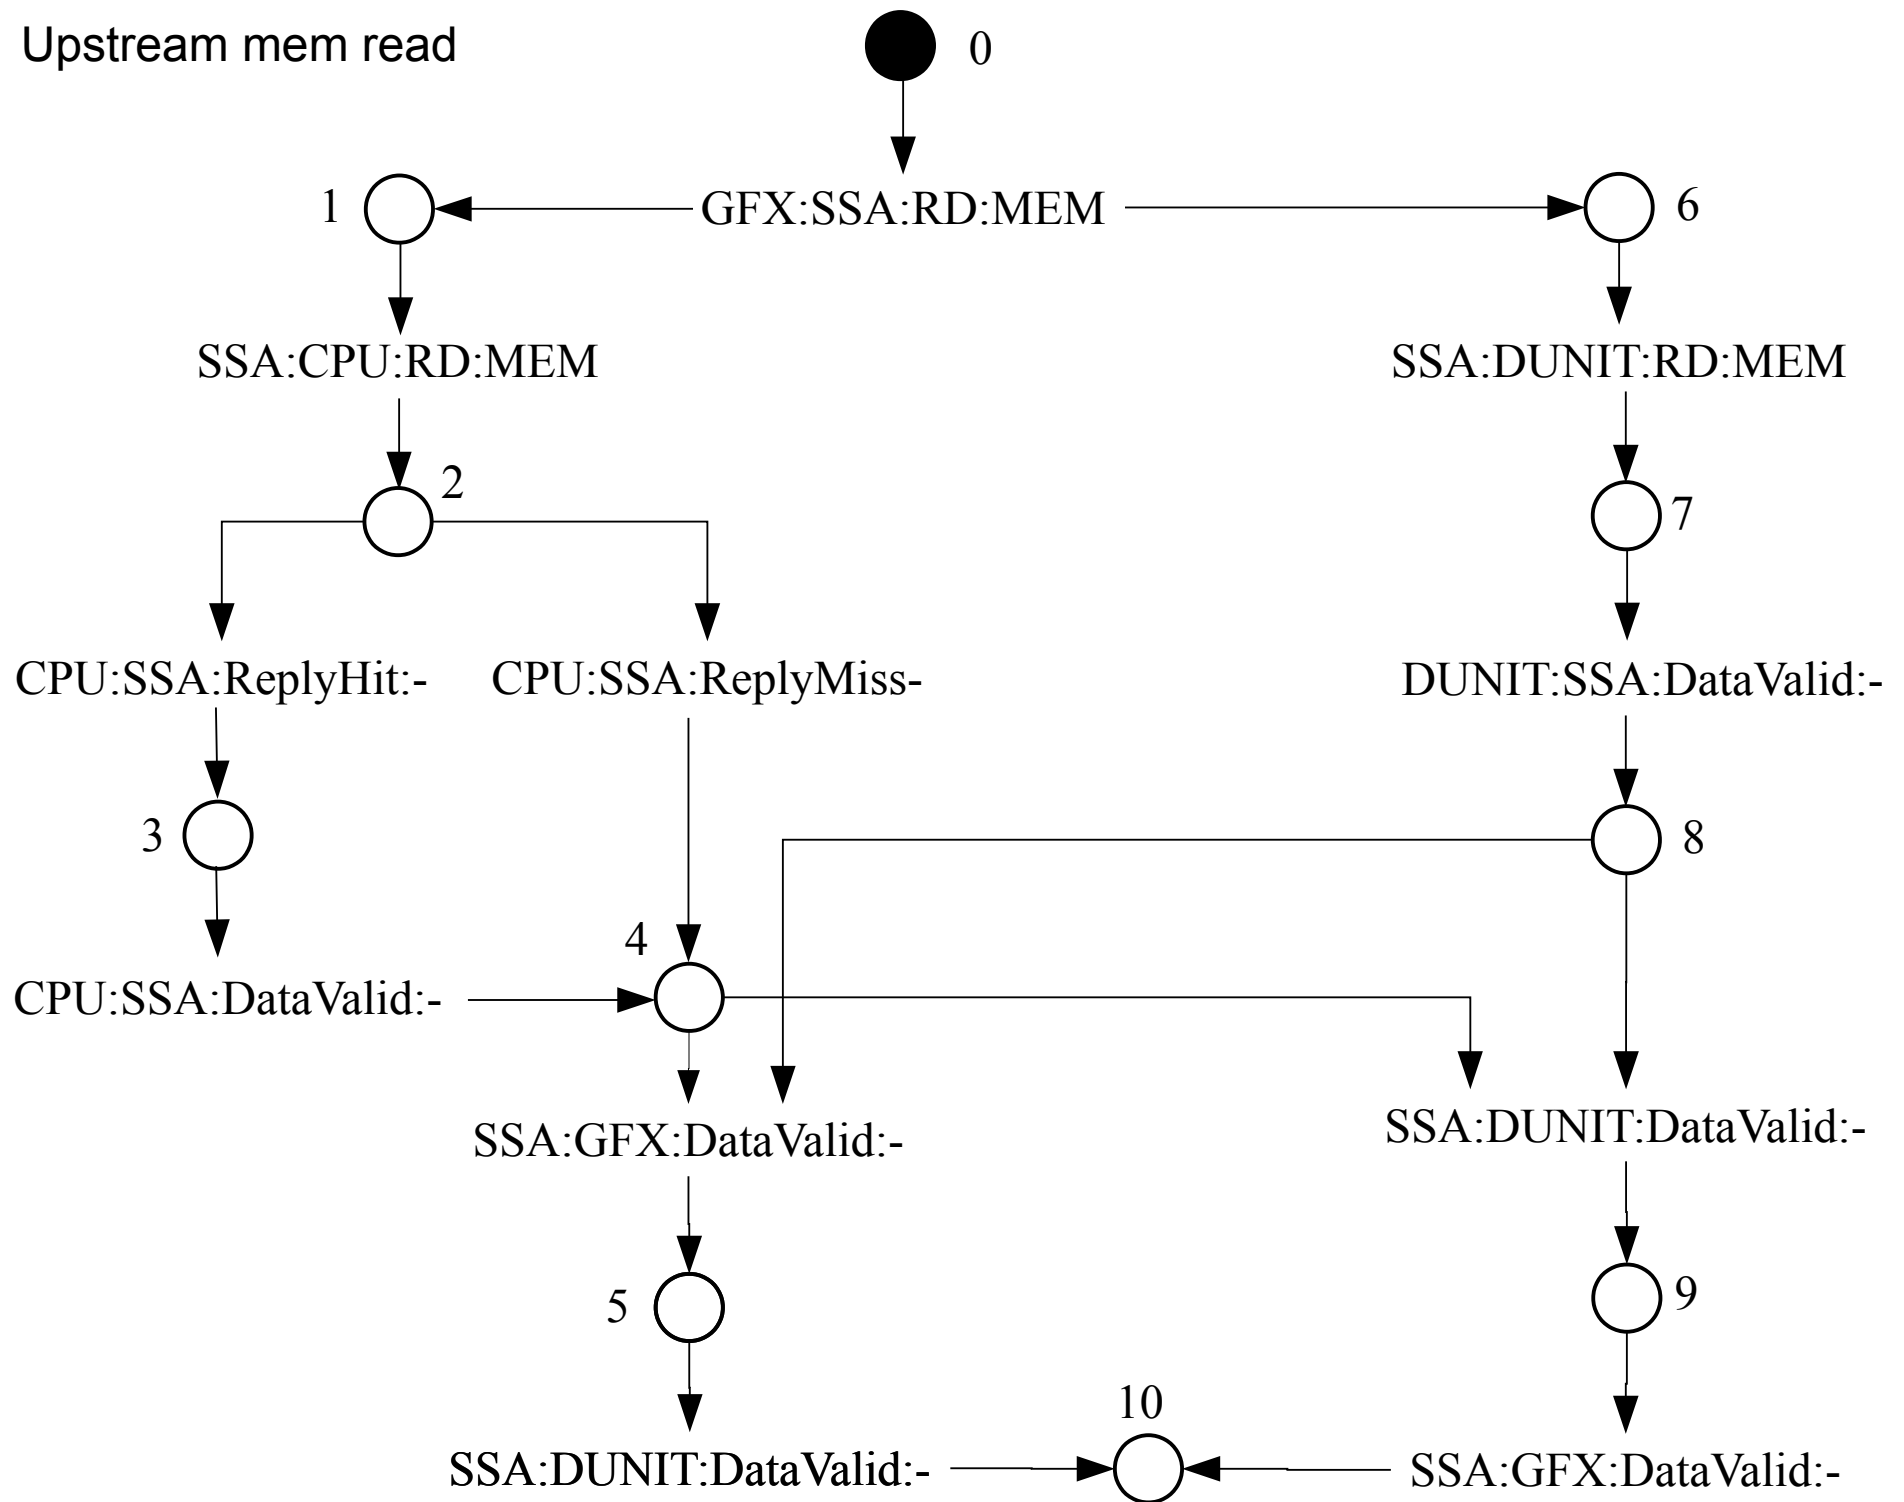 Upstream mem read
0
1
GFX:SSA:RD:MEM
6
SSA:CPU:RD:MEM
SSA:DUNIT:RD:MEM
2
7
CPU:SSA:ReplyHit:-
CPU:SSA:ReplyMiss-
DUNIT:SSA:DataValid:-
3
8
4
CPU:SSA:DataValid:-
SSA:GFX:DataValid:-
SSA:DUNIT:DataValid:-
5
9
10
SSA:DUNIT:DataValid:-
SSA:GFX:DataValid:-